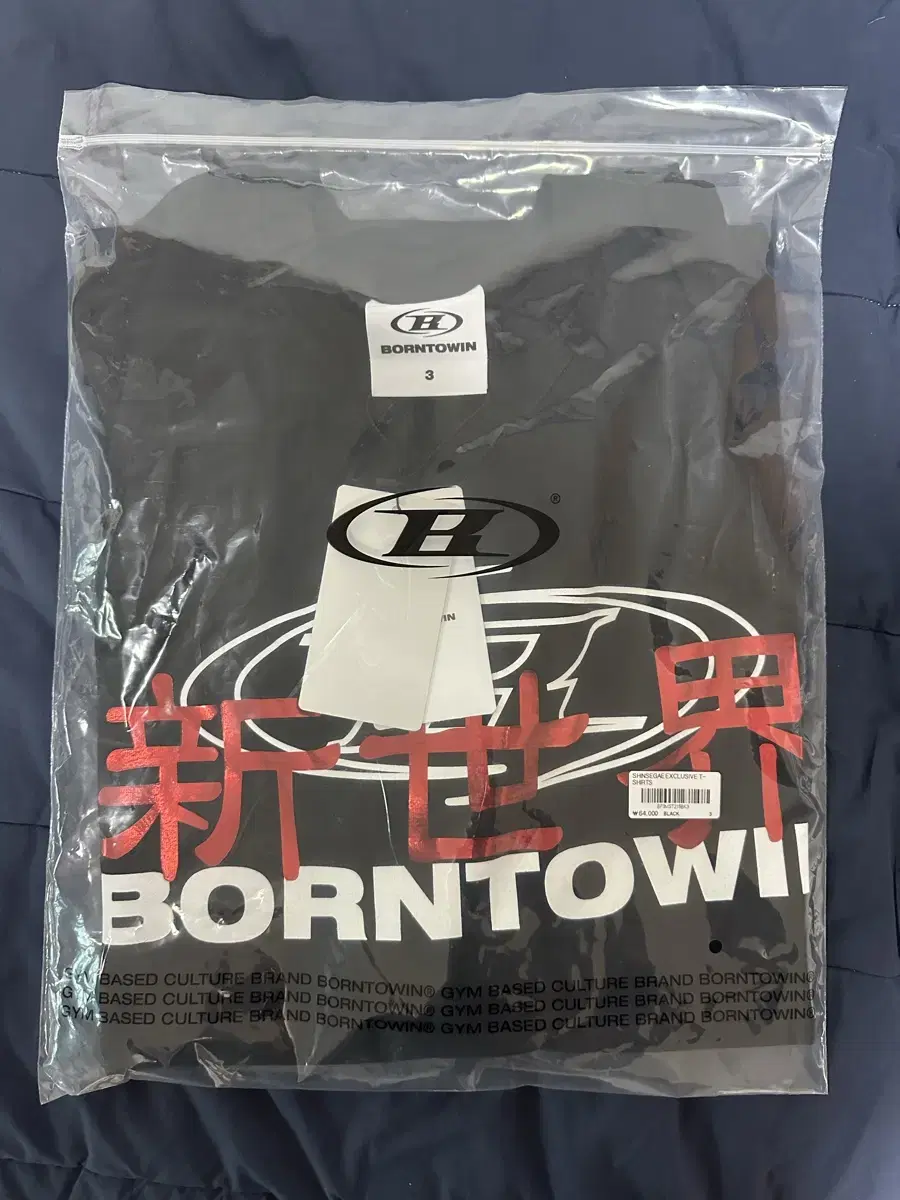 BORNTOWIN
3
®
WIN
新世界
SHINSEGAE EXCLUSIVE T-
SHIRTS
₩64,000 BLACK 3
BORNTOWI
GYM BASED CULTURE BRAND BORNTOWIN® GYM BASED CULTURE BRAND BORNTOWIN®
GYM BASED CULTURE BRAND BORNTOWIN® GYM BASED CULTURE BRAND BORNTOWIN®
GYM BASED CULTURE BRAND BORNTOWIN® GYM BASED CULTURE BRAND BORNTOWIN®